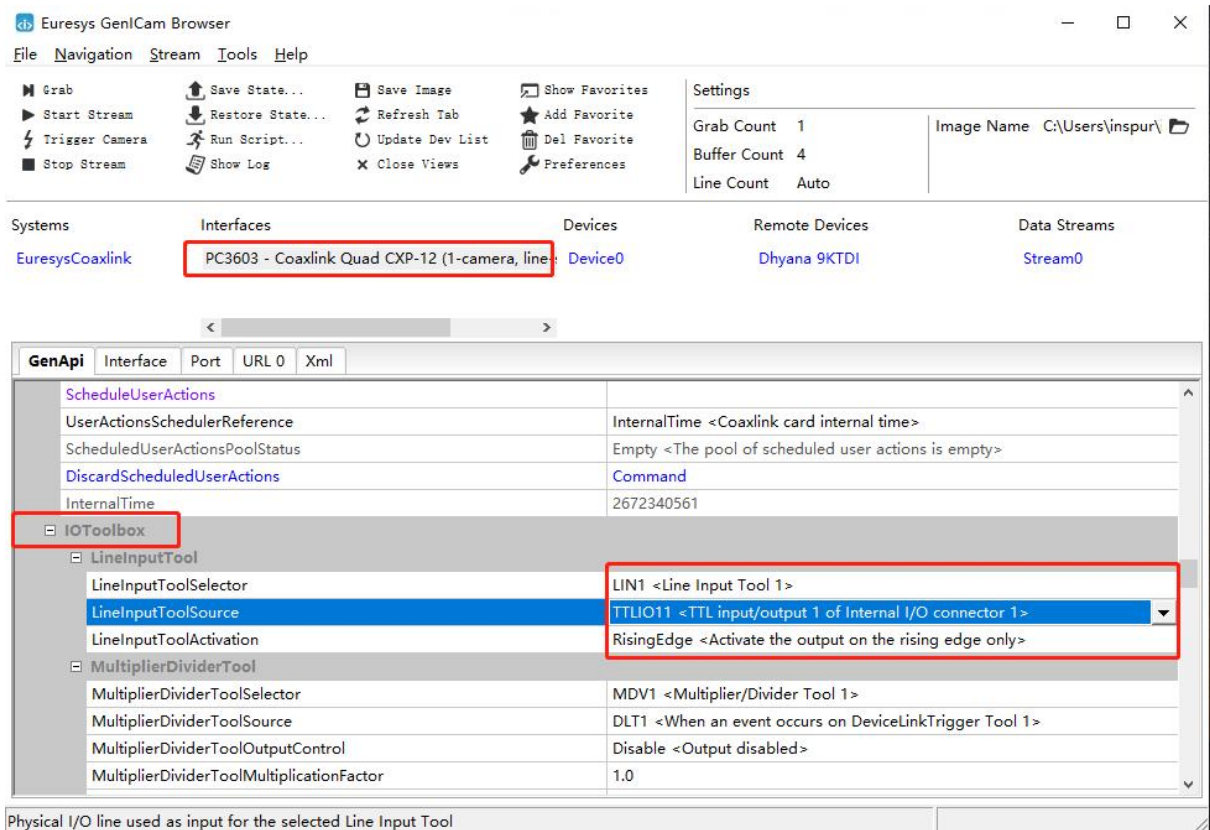 Euresys GenICam Browser
File Navigation Stream Tools Help
Grab Save State... Save Image Show Favorites Settings
Start Stream Restore State... Refresh Tab Add Favorite Grab Count 1 Image Name C:\Users\inspur\
Trigger Camera Run Script... Update Dev List Del Favorite Buffer Count 4
Stop Stream Show Log Close Views Preferences Line Count Auto
Systems Interfaces Devices Remote Devices Data Streams
EuresysCoaxlink PC3603 - Coaxlink Quad CXP-12 (1-camera, line-s Device0 Dhyana 9KTDI Stream0
GenApi Interface Port URL 0 Xml
ScheduleUserActions
UserActionsSchedulerReference InternalTime <Coaxlink card internal time>
ScheduledUserActionsPoolStatus Empty <The pool of scheduled user actions is empty>
DiscardScheduledUserActions Command
InternalTime 2672340561
IOToolbox
LineInputTool
LineInputToolSelector LIN1 <Line Input Tool 1>
LineInputToolSource TTLIO11 <TTL input/output 1 of Internal I/O connector 1>
LineInputToolActivation RisingEdge <Activate the output on the rising edge only>
MultiplierDividerTool
MultiplierDividerToolSelector MDV1 <Multiplier/Divider Tool 1>
MultiplierDividerToolSource DLT1 <When an event occurs on DeviceLinkTrigger Tool 1>
MultiplierDividerToolOutputControl Disable <Output disabled>
MultiplierDividerToolMultiplicationFactor 1.0
Physical I/O line used as input for the selected Line Input Tool